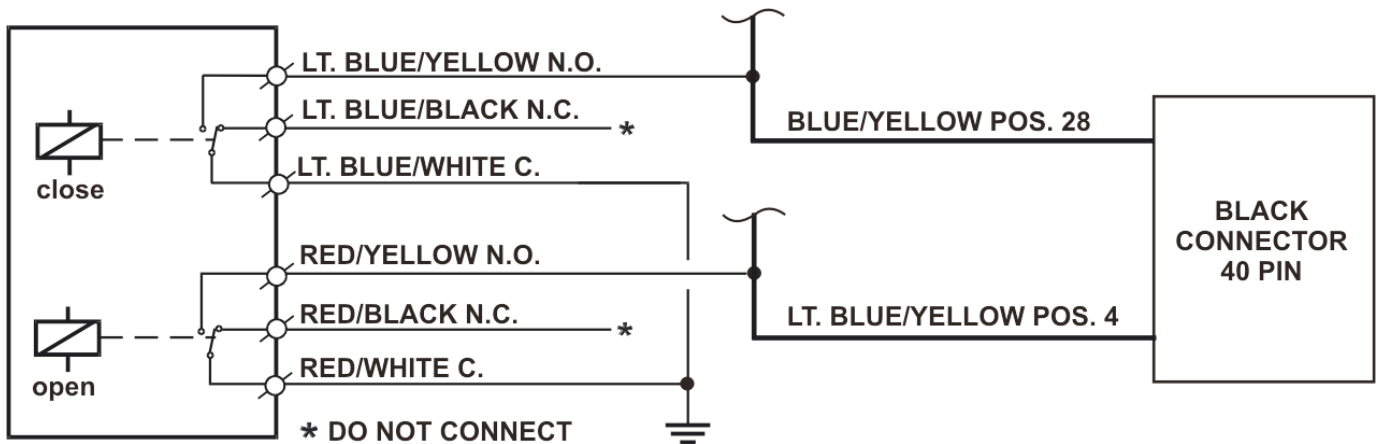 LT. BLUE/YELLOW N.O.
LT. BLUE/BLACK N.C.
*
BLUE/YELLOW POS. 28
LT. BLUE/WHITE C.
close
BLACK
CONNECTOR
40 PIN
RED/YELLOW N.O.
RED/BLACK N.C.
*
LT. BLUE/YELLOW POS. 4
RED/WHITE C.
open
* DO NOT CONNECT